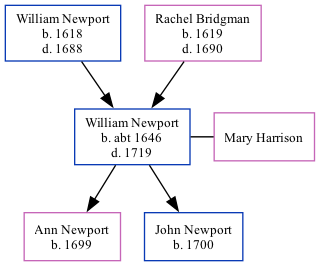 William Newport
b. 1618
d. 1688
Rachel Bridgman
b. 1619
d. 1690
William Newport
b. abt 1646
d. 1719
Mary Harrison
Ann Newport
b. 1699
John Newport
b. 1700